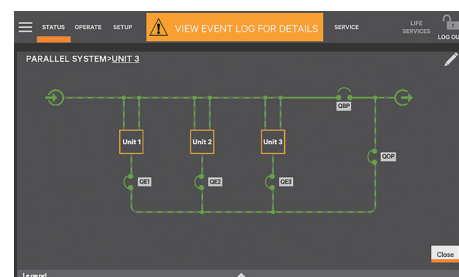 STATUS OPERATE SETUP VIEW EVENT LOG FOR DETAILS SERVICE LIFE SERVICES LOG OU
PARALLEL SYSTEM>UNIT 3
QBP
Unit 1 Unit 2 Unit 3
QOP
QE1 QE2 QE3
Close
Legend